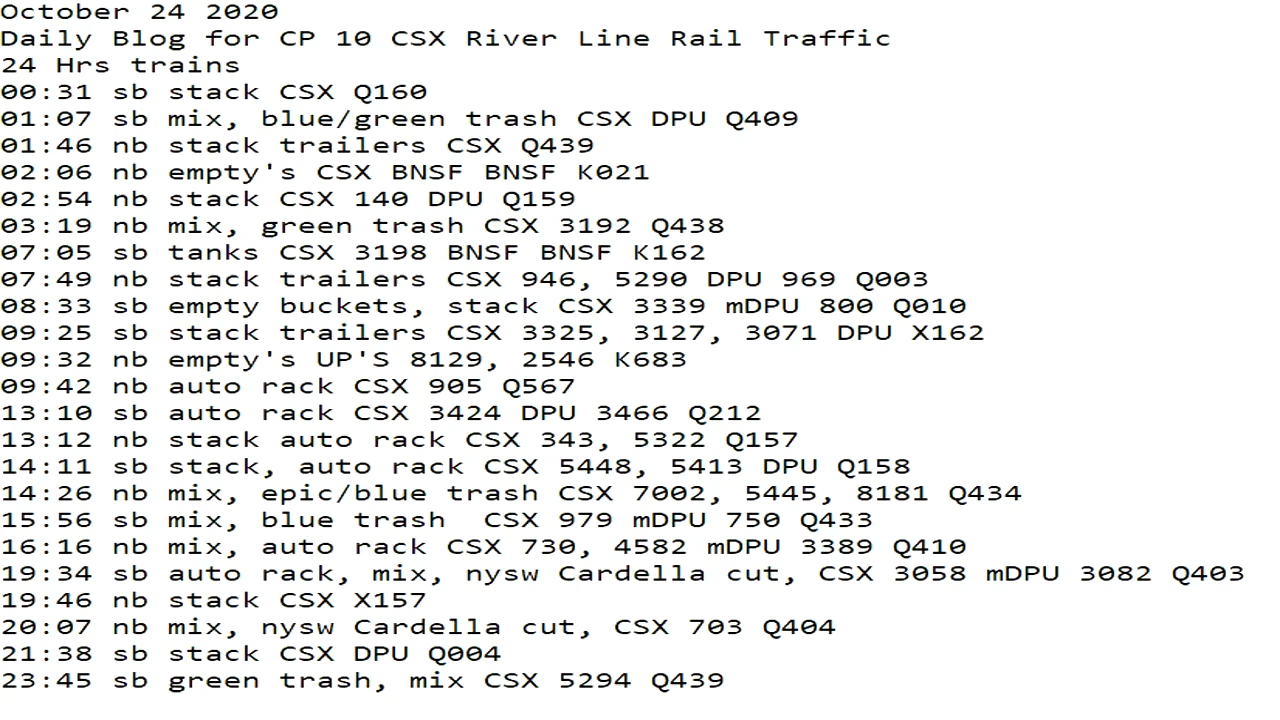 October 24 2020
Daily Blog for CP 10 CSX River Line Rail Traffic
24 Hrs trains
00:31 sb stack CSX Q160
01:07 sb mix, blue/green trash CSX DPU Q409
01:46 nb stack trailers CSX Q439
02:06 nb empty's CSX BNSF BNSF K021
02:54 nb stack CSX 140 DPU Q159
03:19 nb mix, green trash CSX 3192 Q438
07:05 sb tanks CSX 3198 BNSF BNSF K162
07:49 nb stack trailers CSX 946, 5290 DPU 969 Q003
08:33 sb empty buckets, stack CSX 3339 mDPU 800 Q010
09:25 sb stack trailers CSX 3325, 3127, 3071 DPU X162
09:32 nb empty's UP'S 8129, 2546 K683
09:42 nb auto rack CSX 905 Q567
13:10 sb auto rack CSX 3424 DPU 3466 Q212
13:12 nb stack auto rack CSX 343, 5322 Q157
14:11 sb stack, auto rack CSX 5448, 5413 DPU Q158
14:26 nb mix, epic/blue trash CSX 7002, 5445, 8181 Q434
15:56 sb mix, blue trash  CSX 979 mDPU 750 Q433
16:16 nb mix, auto rack CSX 730, 4582 mDPU 3389 Q410
19:34 sb auto rack, mix, nysw Cardella cut, CSX 3058 mDPU 3082 Q403
19:46 nb stack CSX X157
20:07 nb mix, nysw Cardella cut, CSX 703 Q404
21:38 sb stack CSX DPU Q004
23:45 sb green trash, mix CSX 5294 Q439